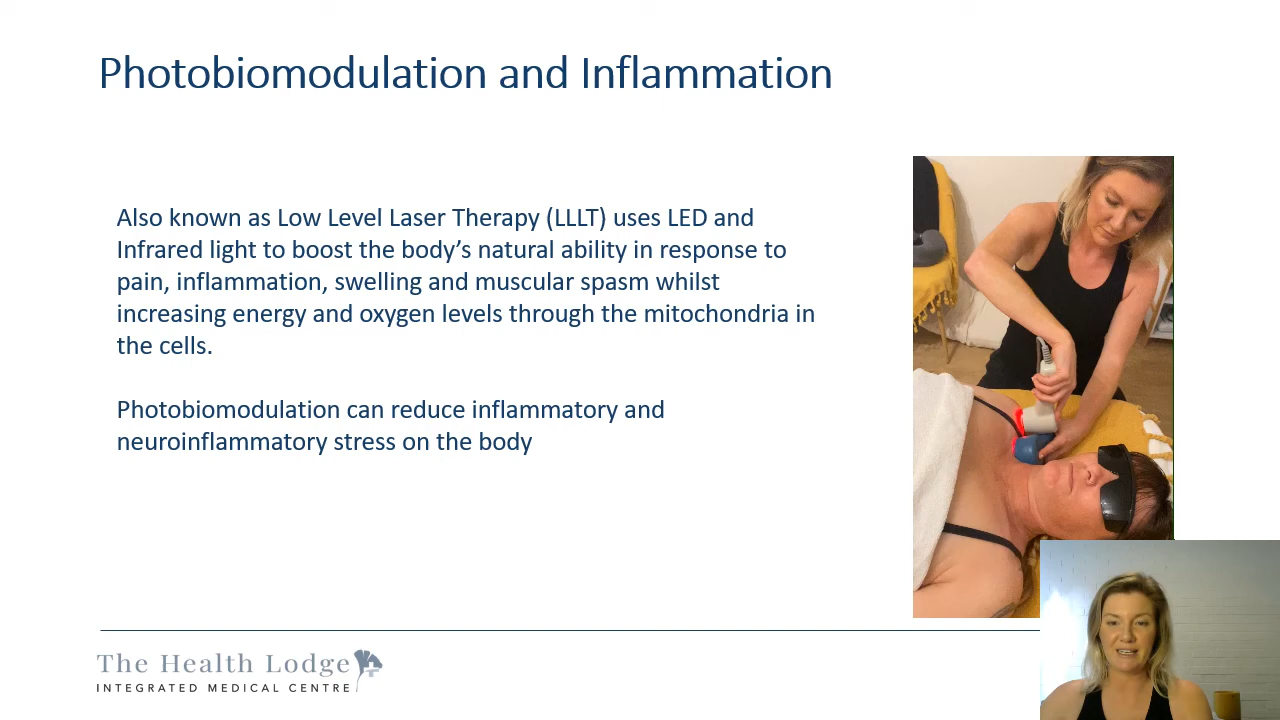 Photobiomodulation and Inflammation
Also known as Low Level Laser Therapy (LLLT) uses LED and
Infrared light to boost the body’s natural ability in response to
pain, inflammation, swelling and muscular spasm whilst
increasing energy and oxygen levels through the mitochondria in
the cells.
Photobiomodulation can reduce inflammatory and
neuroinflammatory stress on the body
The Health Lodge
INTEGRATED MEDICAL CENTRE